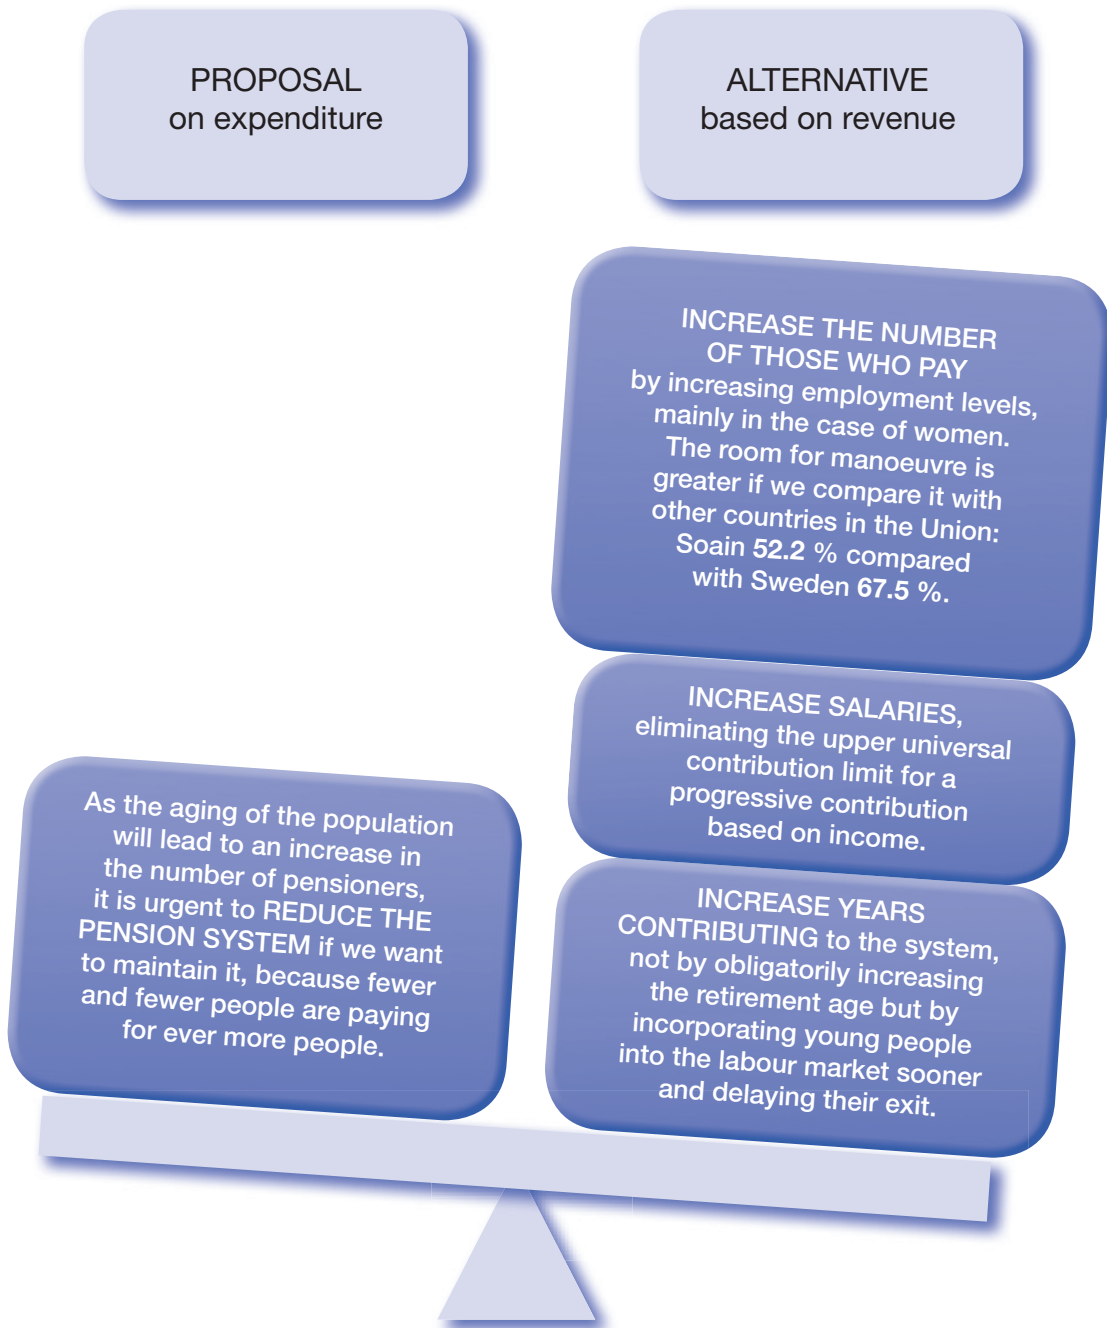 PROPOSAL
on expenditure
ALTERNATIVE
based on revenue
As the aging of the population
will lead to an increase in
the number of pensioners,
it is urgent to REDUCE THE
PENSION SYSTEM if we want
to maintain it, because fewer
and fewer people are paying
for ever more people.
INCREASE THE NUMBER
OF THOSE WHO PAY
by increasing employment levels,
mainly in the case of women.
The room for manoeuvre is
greater if we compare it with
other countries in the Union:
Soain 52.2 % compared
with Sweden 67.5 %.
INCREASE SALARIES,
eliminating the upper universal
contribution limit for a
progressive contribution
based on income.
INCREASE YEARS
CONTRIBUTING to the system,
not by obligatorily increasing
the retirement age but by
incorporating young people
into the labour market sooner
and delaying their exit.